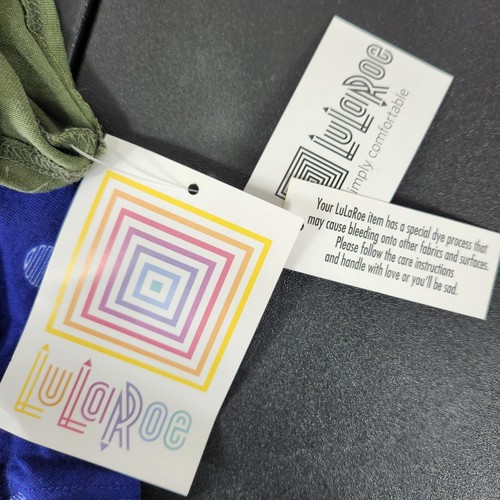 LuLaRoe
simply comfortable
Your LuLaRoe item has a special dye process that
may cause bleeding onto other fabrics and surfaces.
Please follow the care instructions
and handle with love or you'll be sad.
LuLaRoe